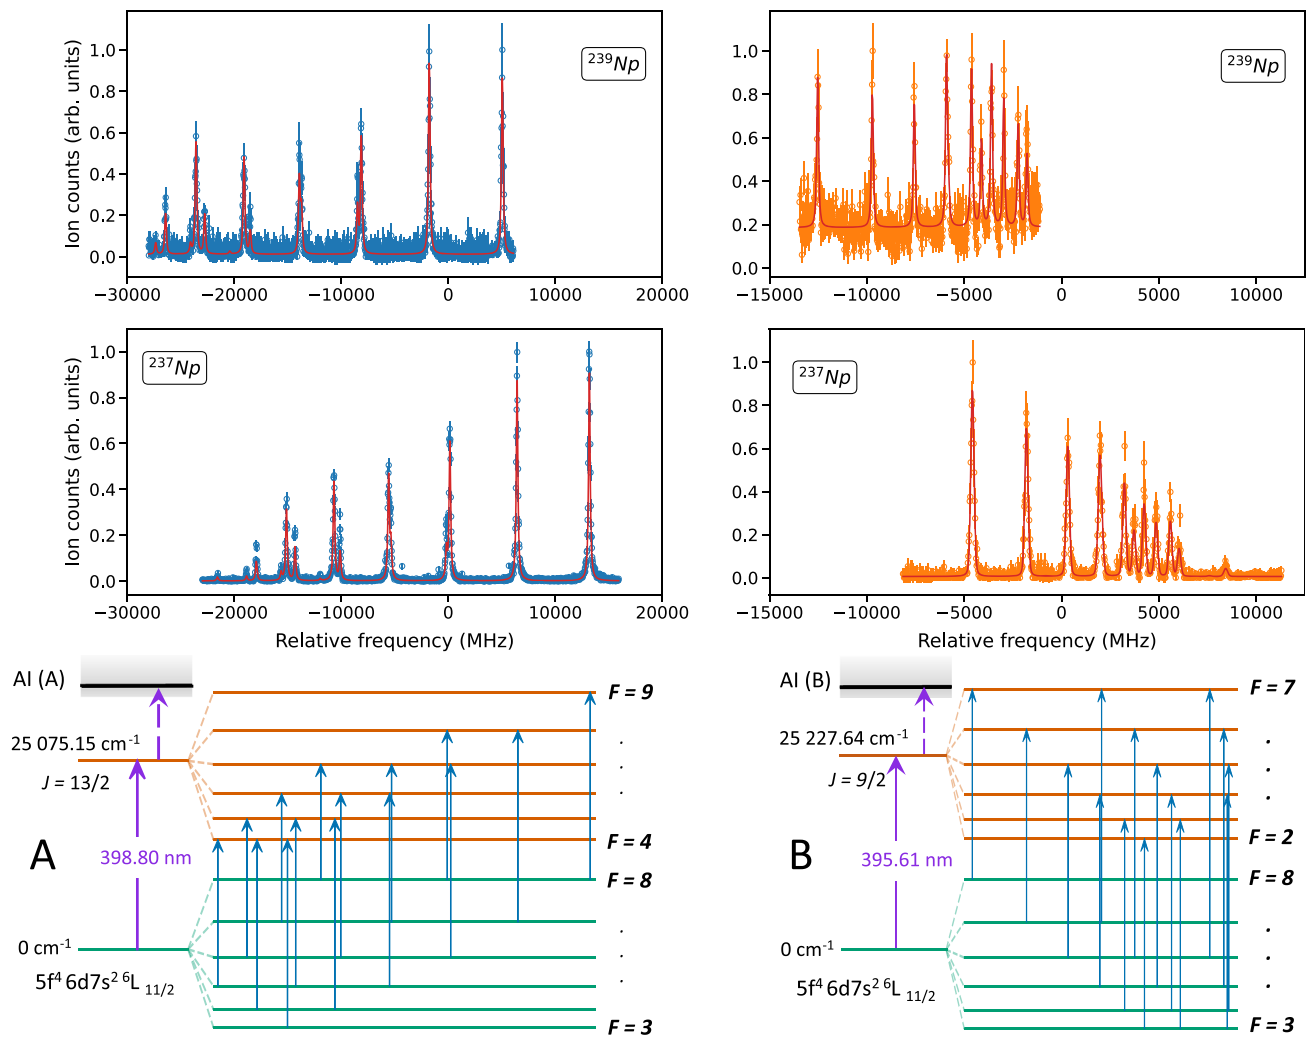 Ion counts (arb. units)
1.0
0.8
0.6
0.4
0.2
0.0
²³⁹Np
−30000 −20000 −10000 0 10000 20000
1.0
0.8
0.6
0.4
0.2
0.0
²³⁹Np
−15000 −10000 −5000 0 5000 10000
Ion counts (arb. units)
1.0
0.8
0.6
0.4
0.2
0.0
²³⁷Np
−30000 −20000 −10000 0 10000 20000
Relative frequency (MHz)
1.0
0.8
0.6
0.4
0.2
0.0
²³⁷Np
−15000 −10000 −5000 0 5000 10000
Relative frequency (MHz)
AI (A)
F = 9
25 075.15 cm⁻¹
J = 13/2
A
398.80 nm
F = 4
F = 8
0 cm⁻¹
5f⁴ 6d7s² ⁶L ₁₁/₂
F = 3
AI (B)
F = 7
25 227.64 cm⁻¹
J = 9/2
B
395.61 nm
F = 2
F = 8
0 cm⁻¹
5f⁴ 6d7s² ⁶L ₁₁/₂
F = 3